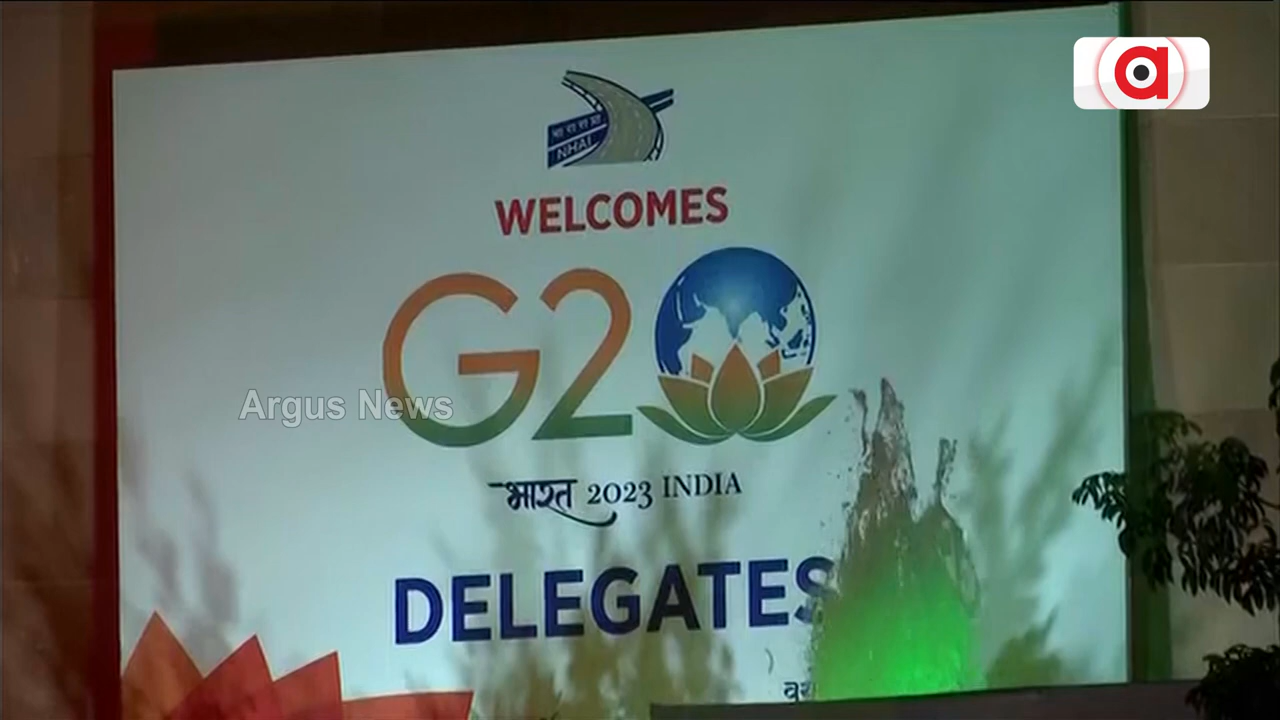 a
भा रा रा प्रा
NHAI
WELCOMES
G20
Argus News
भारत 2023 INDIA
DELEGATES